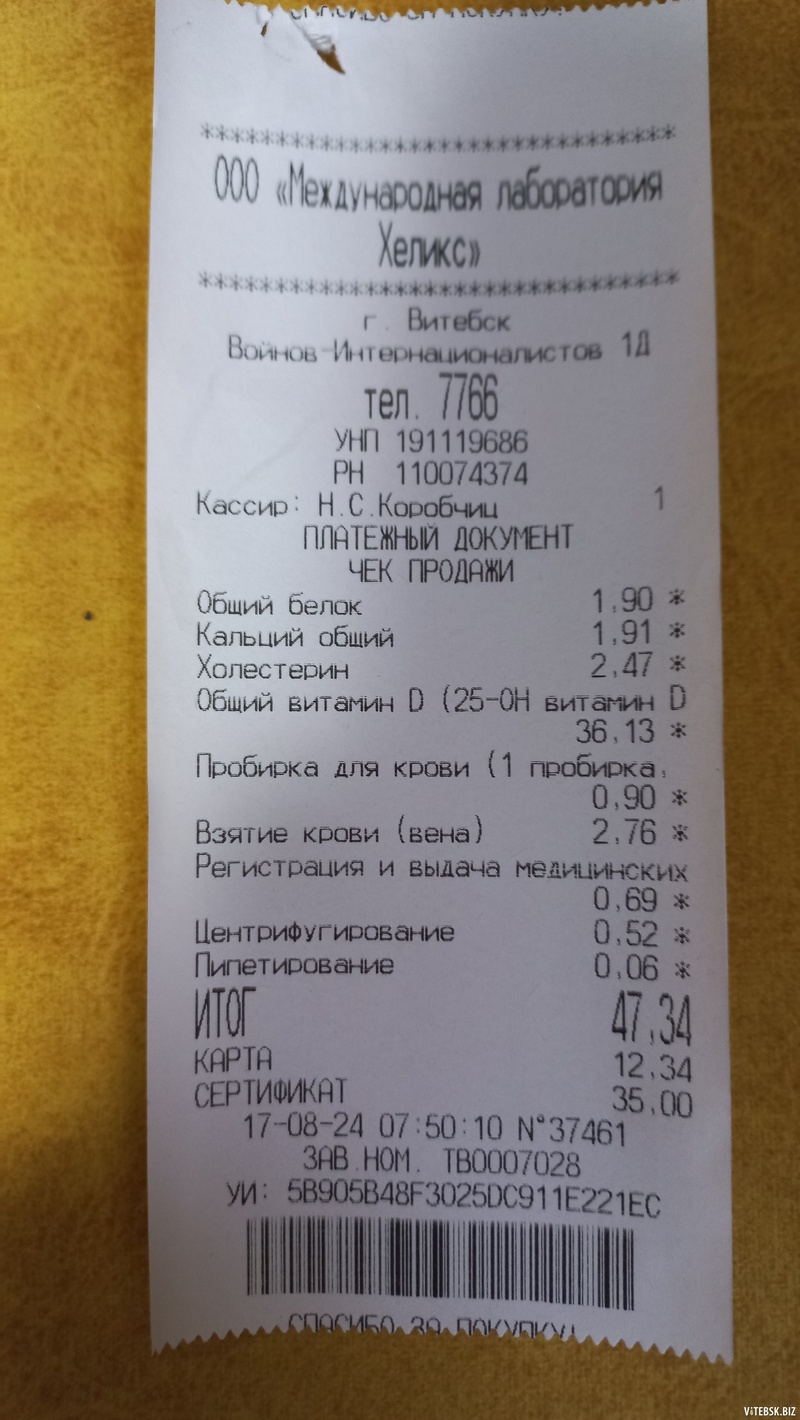 *************************************
ООО «Международная лаборатория
Хеликс»
*************************************
г. Витебск
Войнов-Интернационалистов 1Д
тел. 7766
УНП 191119686
РН 110074374
Кассир: Н.С.Коробчиц 1
ПЛАТЕЖНЫЙ ДОКУМЕНТ
ЧЕК ПРОДАЖИ
Общий белок 1,90 *
Кальций общий 1,91 *
Холестерин 2,47 *
Общий витамин D (25-OH витамин D
36,13 *
Пробирка для крови (1 пробирка,
0,90 *
Взятие крови (вена) 2,76 *
Регистрация и выдача медицинских
0,69 *
Центрифугирование 0,52 *
Пипетирование 0,06 *
ИТОГ 47,34
КАРТА 12,34
СЕРТИФИКАТ 35,00
17-08-24 07:50:10 N°37461
ЗАВ.НОМ. ТВ0007028
УИ: 5B905B48F3025DC911E221EC
СПАСИБО ЗА ПОКУПКУ!
VITEBSK.BIZ